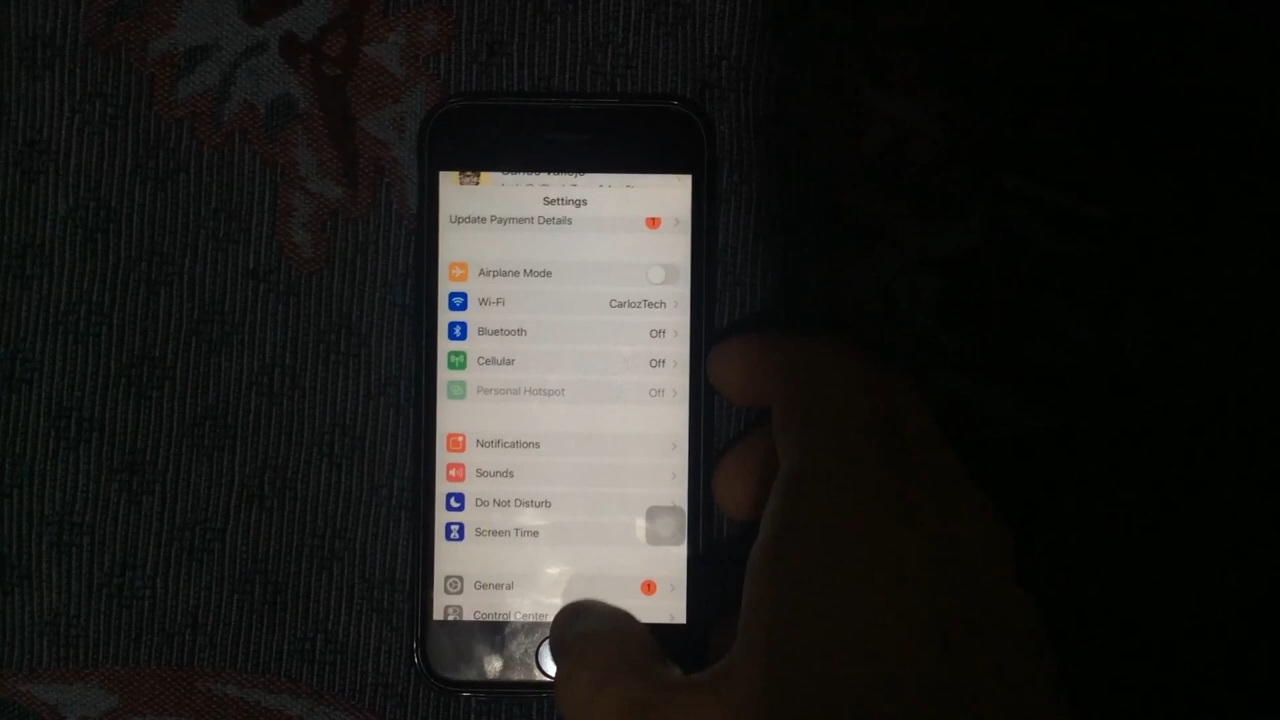 Settings
Update Payment Details 1
Airplane Mode
Wi-Fi CarlozTech
Bluetooth Off
Cellular Off
Personal Hotspot Off
Notifications
Sounds
Do Not Disturb
Screen Time
General 1
Control Center